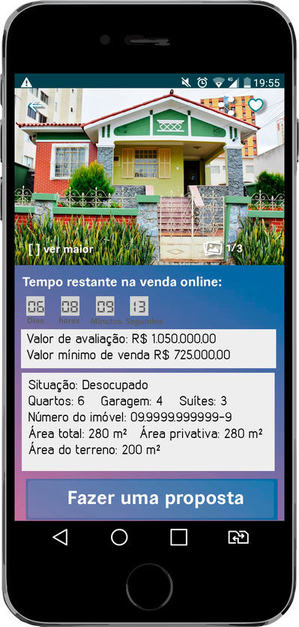 19:55
[ ] ver maior
1/3
Tempo restante na venda online:
06 08 09 13
Dias horas Minutos Segundos
Valor de avaliação: R$ 1.050.000,00
Valor mínimo de venda R$ 725.000,00
Situação: Desocupado
Quartos: 6 Garagem: 4 Suítes: 3
Número do imóvel: 09.9999.999999-9
Área total: 280 m² Área privativa: 280 m²
Área do terreno: 200 m²
Fazer uma proposta